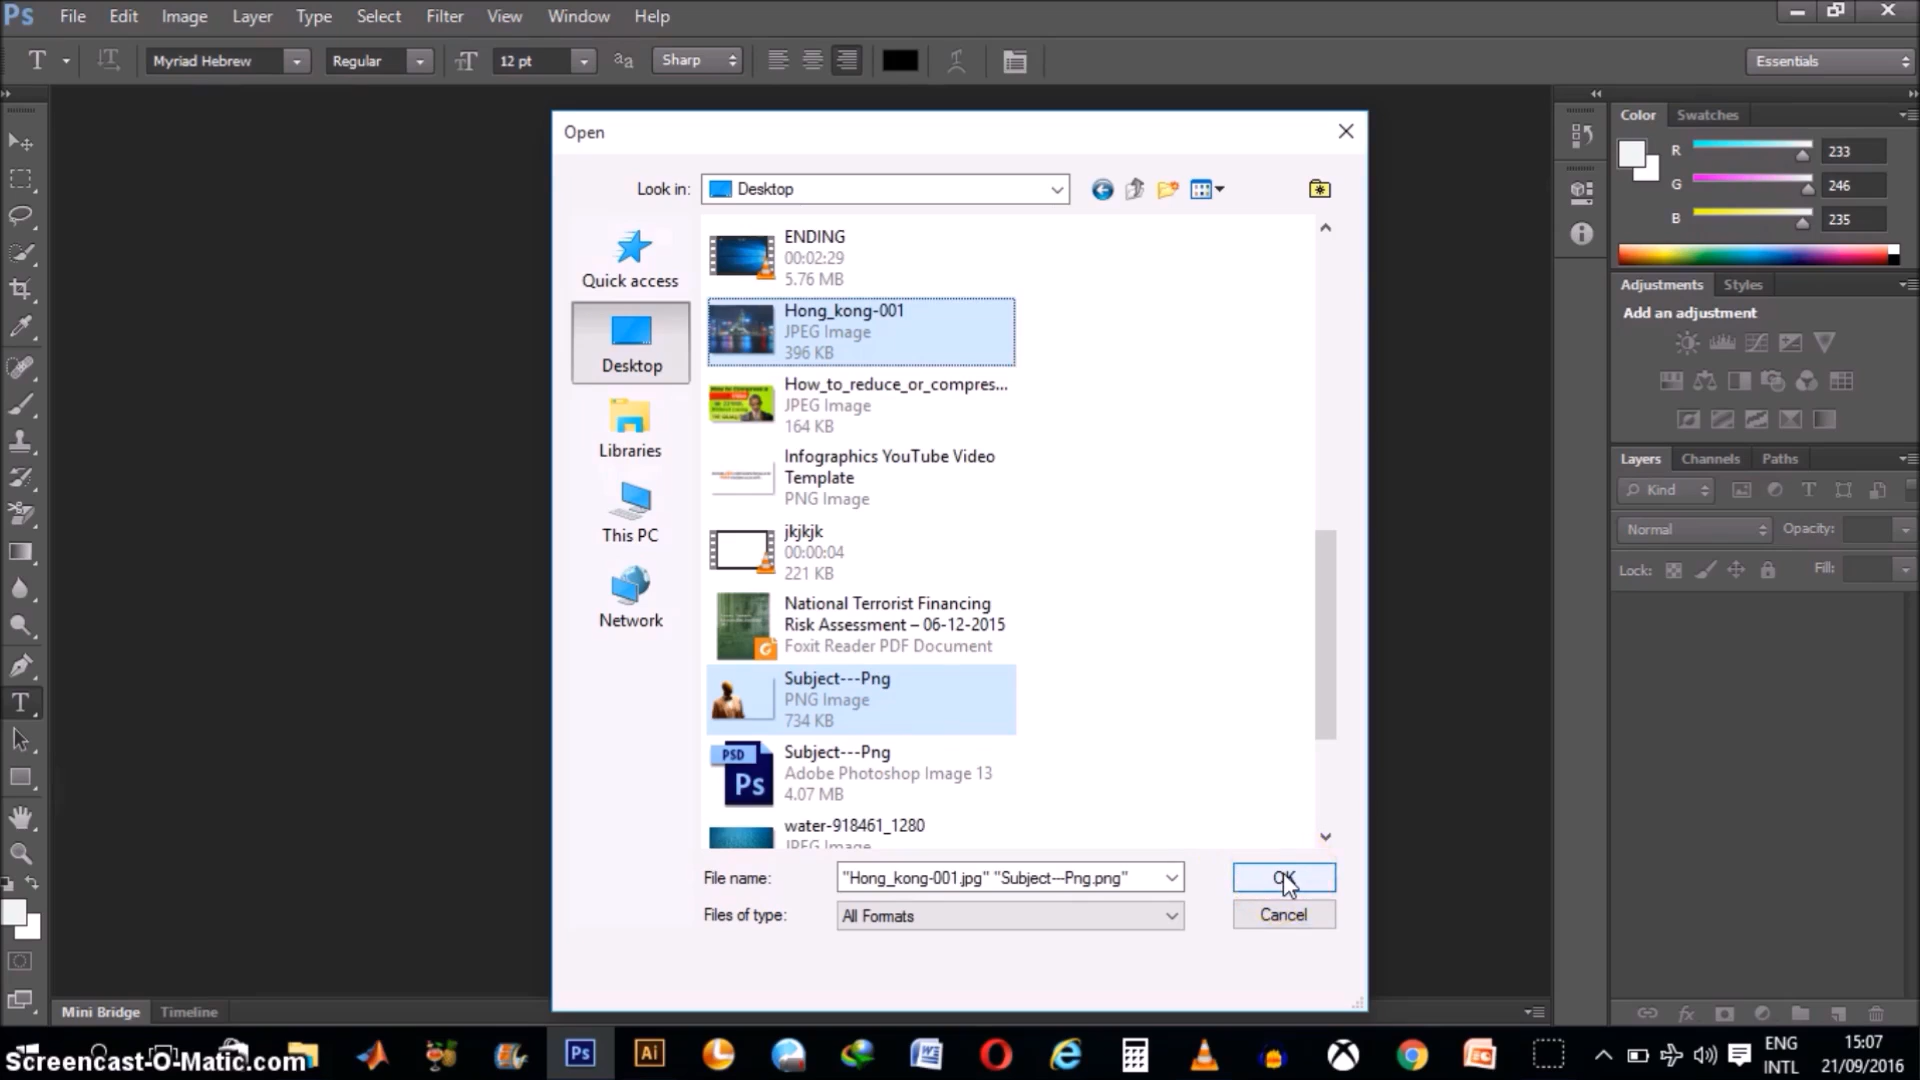 Ps File Edit Image Layer Type Select Filter View Window Help
T Myriad Hebrew Regular 12 pt aa Sharp Essentials
Open
Look in: Desktop
Quick access
Desktop
Libraries
This PC
Network
ENDING
00:02:29
5.76 MB
Hong_kong-001
JPEG Image
396 KB
How_to_reduce_or_compres...
JPEG Image
164 KB
Infographics YouTube Video
Template
PNG Image
jkjkjk
00:00:04
221 KB
National Terrorist Financing
Risk Assessment – 06-12-2015
Foxit Reader PDF Document
Subject---Png
PNG Image
734 KB
PSD
Ps
Subject---Png
Adobe Photoshop Image 13
4.07 MB
water-918461_1280
JPEG Image
File name: "Hong_kong-001.jpg" "Subject---Png.png" OK
Files of type: All Formats Cancel
Color Swatches
R 233
G 246
B 235
Adjustments Styles
Add an adjustment
Layers Channels Paths
Kind
Normal Opacity:
Lock: Fill:
Mini Bridge Timeline
Screencast-O-Matic.com
Ps Ai
ENG
INTL
15:07
21/09/2016